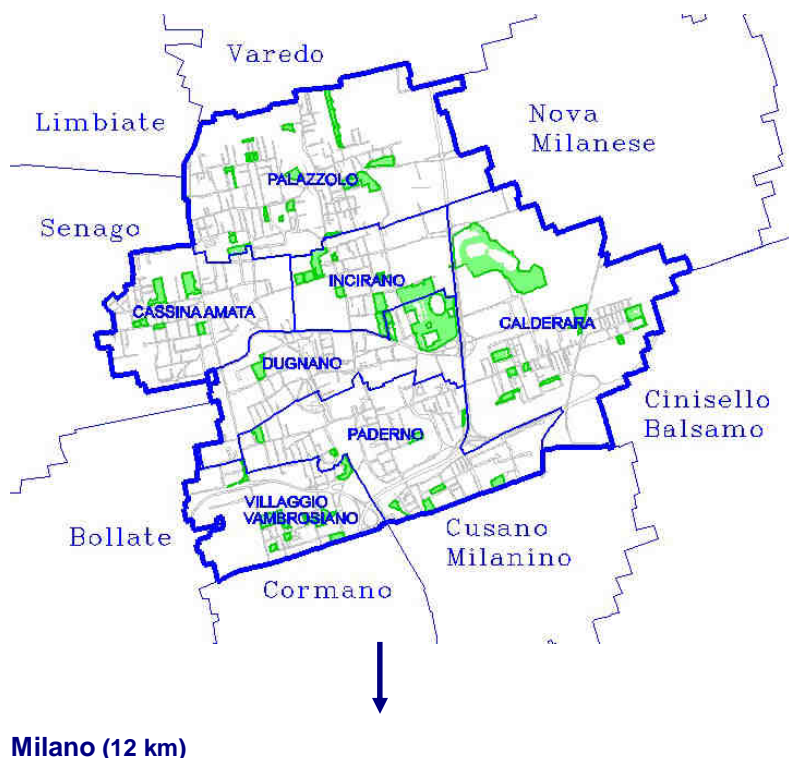 Varedo
Limbiate
Nova
Milanese
PALAZZOLO
Senago
INCIRANO
CASSINA AMATA
CALDERARA
DUGNANO
Cinisello
Balsamo
PADERNO
VILLAGGIO
VAMBROSIANO
Bollate
Cusano
Milanino
Cormano
Milano (12 km)